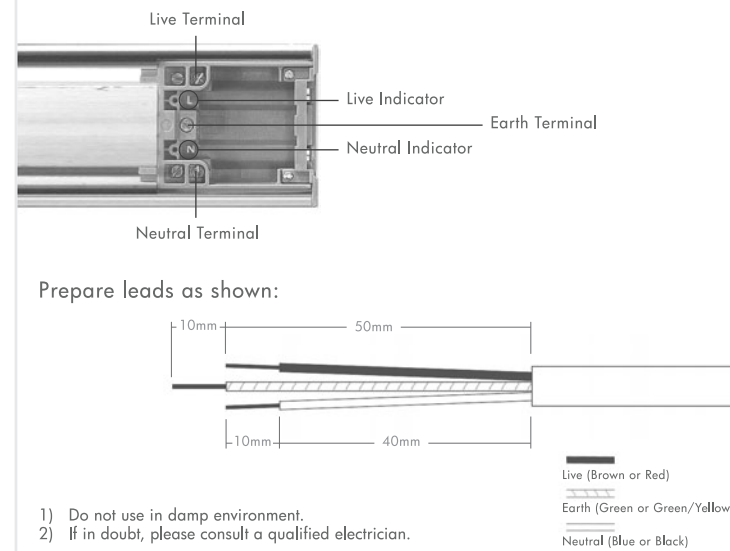 Live Terminal
L
Live Indicator
Earth Terminal
N
Neutral Indicator
Neutral Terminal
Prepare leads as shown:
10mm
50mm
10mm
40mm
Live (Brown or Red)
Earth (Green or Green/Yellow
Neutral (Blue or Black)
1) Do not use in damp environment.
2) If in doubt, please consult a qualified electrician.